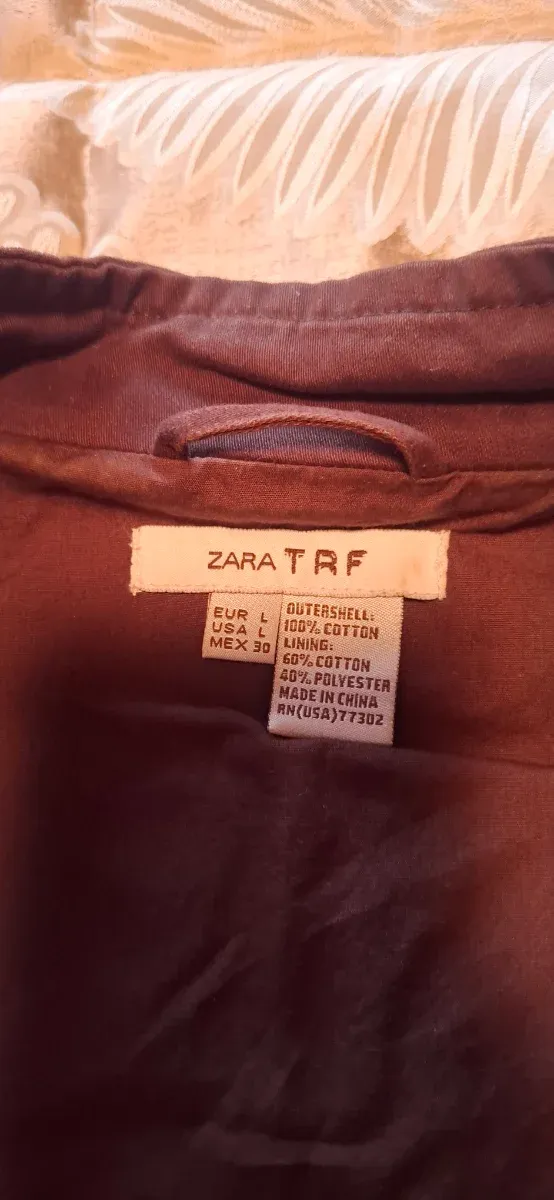 ZARA TRF
EUR L
USA L
MEX 30
OUTERSHELL:
100% COTTON
LINING:
60% COTTON
40% POLYESTER
MADE IN CHINA
RN(USA)77302